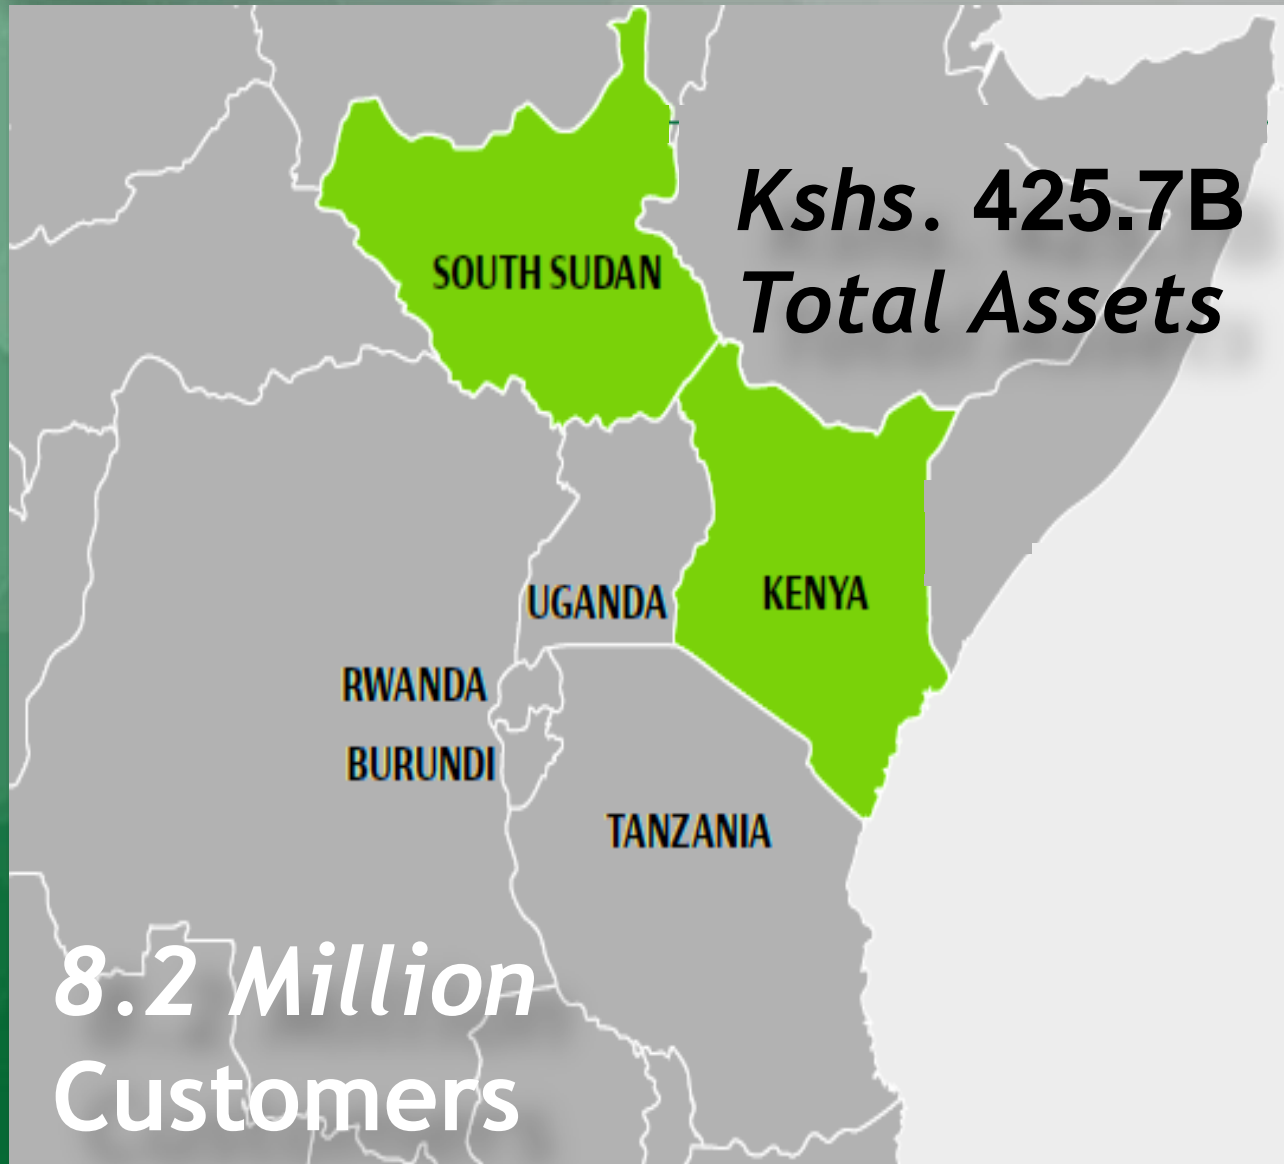 Kshs. 425.7B
Total Assets
SOUTH SUDAN
UGANDA
KENYA
RWANDA
BURUNDI
TANZANIA
8.2 Million
Customers